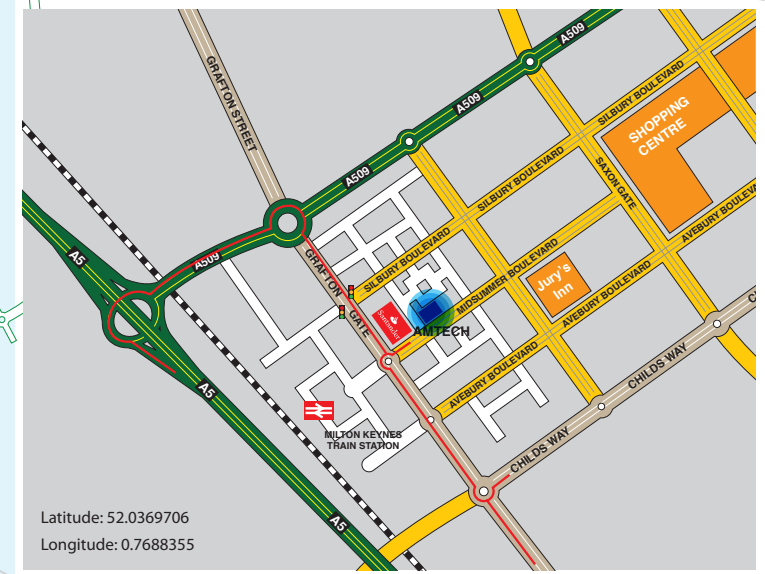 A509
GRAFTON STREET
A509
SILBURY BOULEVARD
SHOPPING
CENTRE
A509
SILBURY BOULEVARD
SAXON GATE
AVEBURY BOULEVA
A5
A509
GRAFTON GATE
SILBURY BOULEVARD
MIDSUMMER BOULEVARD
Jury's
Inn
AVEBURY BOULEVARD
Santander
AMTECH
C
CHILDS WAY
AVEBURY BOULEVARD
A5
MILTON KEYNES
TRAIN STATION
CHILDS WAY
A5
Latitude: 52.0369706
Longitude: 0.7688355